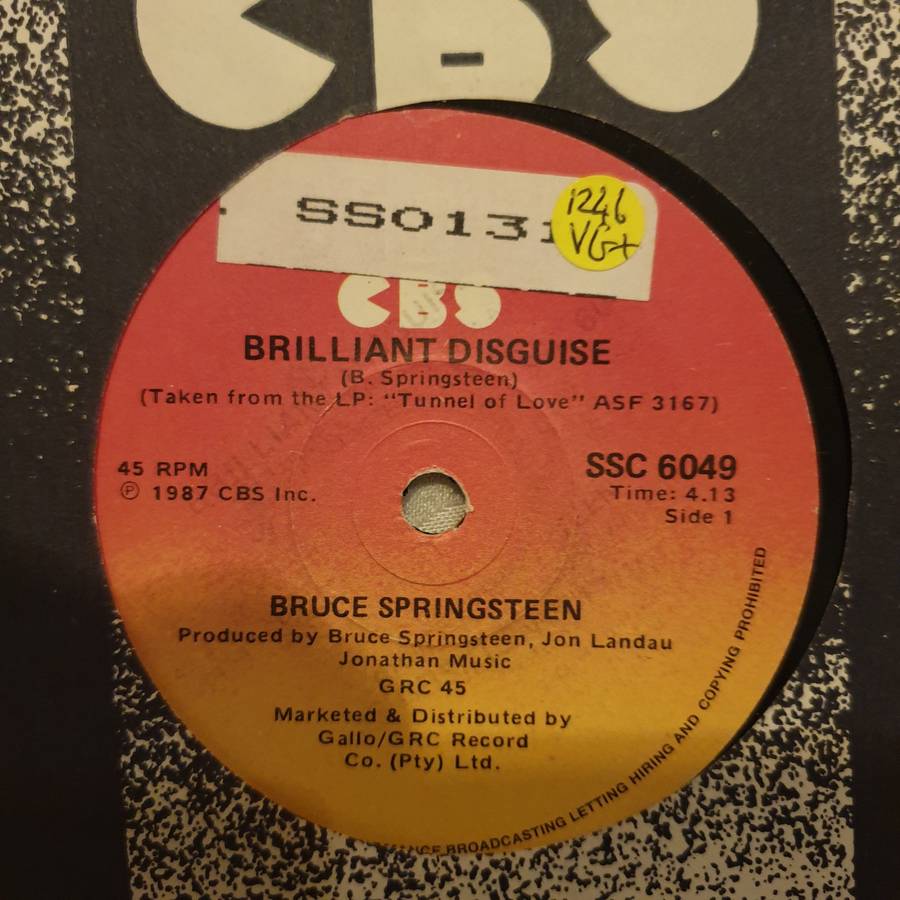 CBS
SS0131
1246
VG+
CBS
BRILLIANT DISGUISE
(B. Springsteen)
(Taken from the LP: "Tunnel of Love" ASF 3167)
45 RPM
℗ 1987 CBS Inc.
SSC 6049
Time: 4.13
Side 1
BRUCE SPRINGSTEEN
Produced by Bruce Springsteen, Jon Landau
Jonathan Music
GRC 45
Marketed & Distributed by
Gallo/GRC Record
Co. (Pty) Ltd.
BROADCASTING LETTING HIRING AND COPYING PROHIBITED